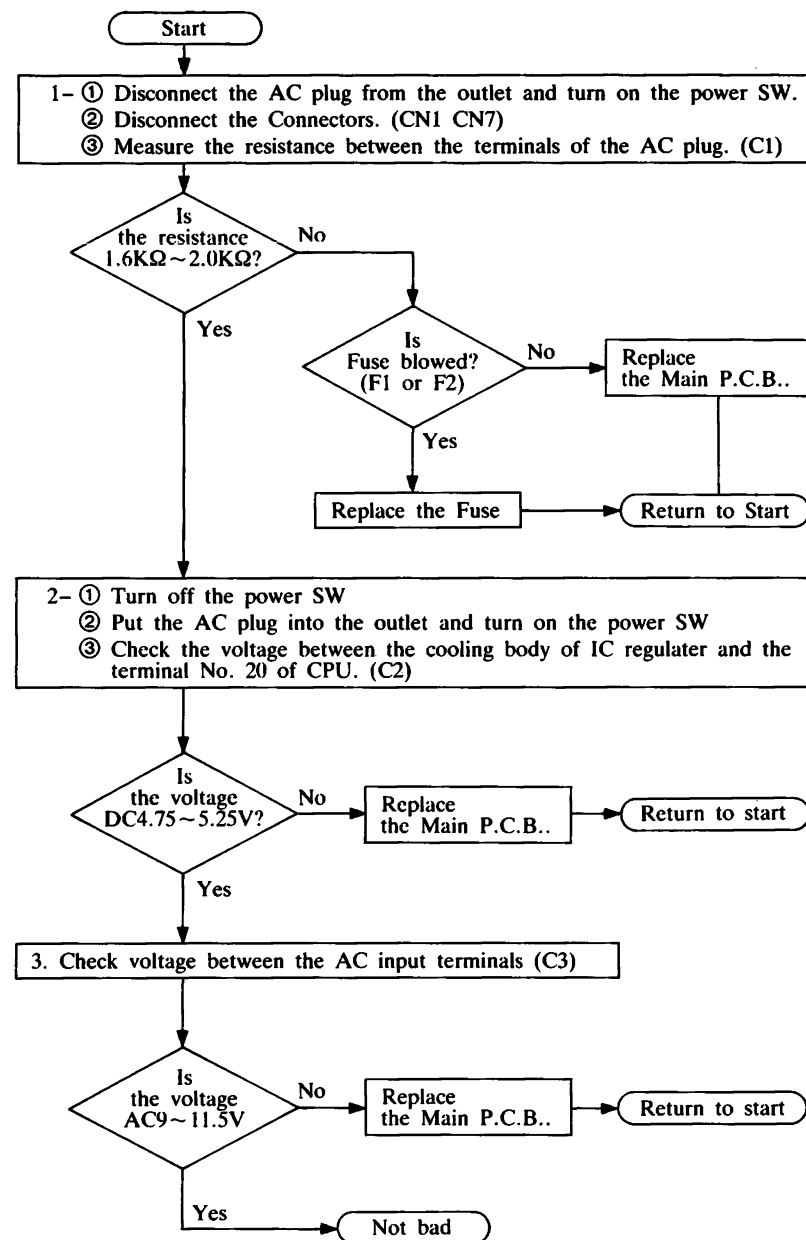 Start
1– ① Disconnect the AC plug from the outlet and turn on the power SW.
② Disconnect the Connectors. (CN1 CN7)
③ Measure the resistance between the terminals of the AC plug. (C1)
Is
the resistance
1.6KΩ~2.0KΩ?
No
Yes
Is
Fuse blowed?
(F1 or F2)
No
Replace
the Main P.C.B..
Yes
Replace the Fuse
Return to Start
2– ① Turn off the power SW
② Put the AC plug into the outlet and turn on the power SW
③ Check the voltage between the cooling body of IC regulater and the
terminal No. 20 of CPU. (C2)
Is
the voltage
DC4.75~5.25V?
No
Replace
the Main P.C.B..
Return to start
Yes
3. Check voltage between the AC input terminals (C3)
Is
the voltage
AC9~11.5V
No
Replace
the Main P.C.B..
Return to start
Yes
Not bad